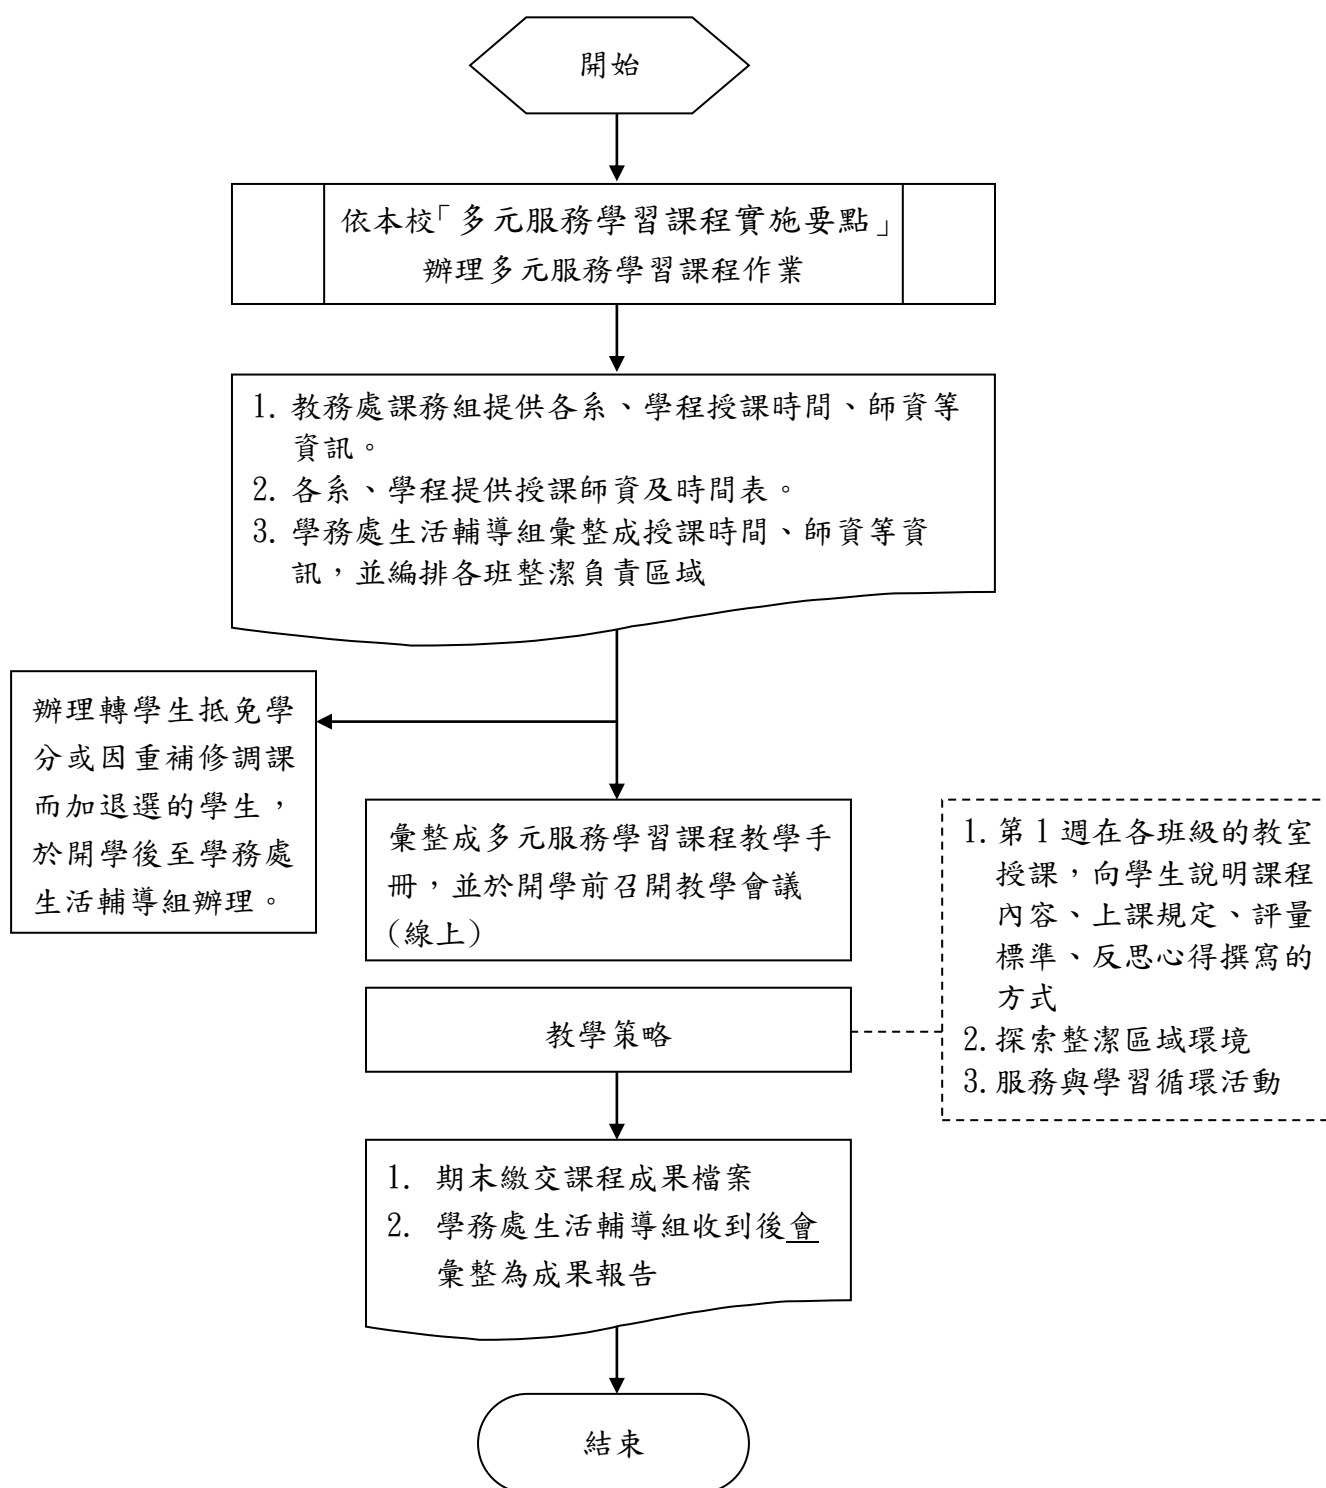 開始
依本校「多元服務學習課程實施要點」
辦理多元服務學習課程作業
1. 教務處課務組提供各系、學程授課時間、師資等
資訊。
2. 各系、學程提供授課師資及時間表。
3. 學務處生活輔導組彙整成授課時間、師資等資
訊，並編排各班整潔負責區域
辦理轉學生抵免學
分或因重補修調課
而加退選的學生，
於開學後至學務處
生活輔導組辦理。
彙整成多元服務學習課程教學手
冊，並於開學前召開教學會議
(線上)
教學策略
1. 第 1 週在各班級的教室
授課，向學生說明課程
內容、上課規定、評量
標準、反思心得撰寫的
方式
2. 探索整潔區域環境
3. 服務與學習循環活動
1. 期末繳交課程成果檔案
2. 學務處生活輔導組收到後會
彙整為成果報告
結束